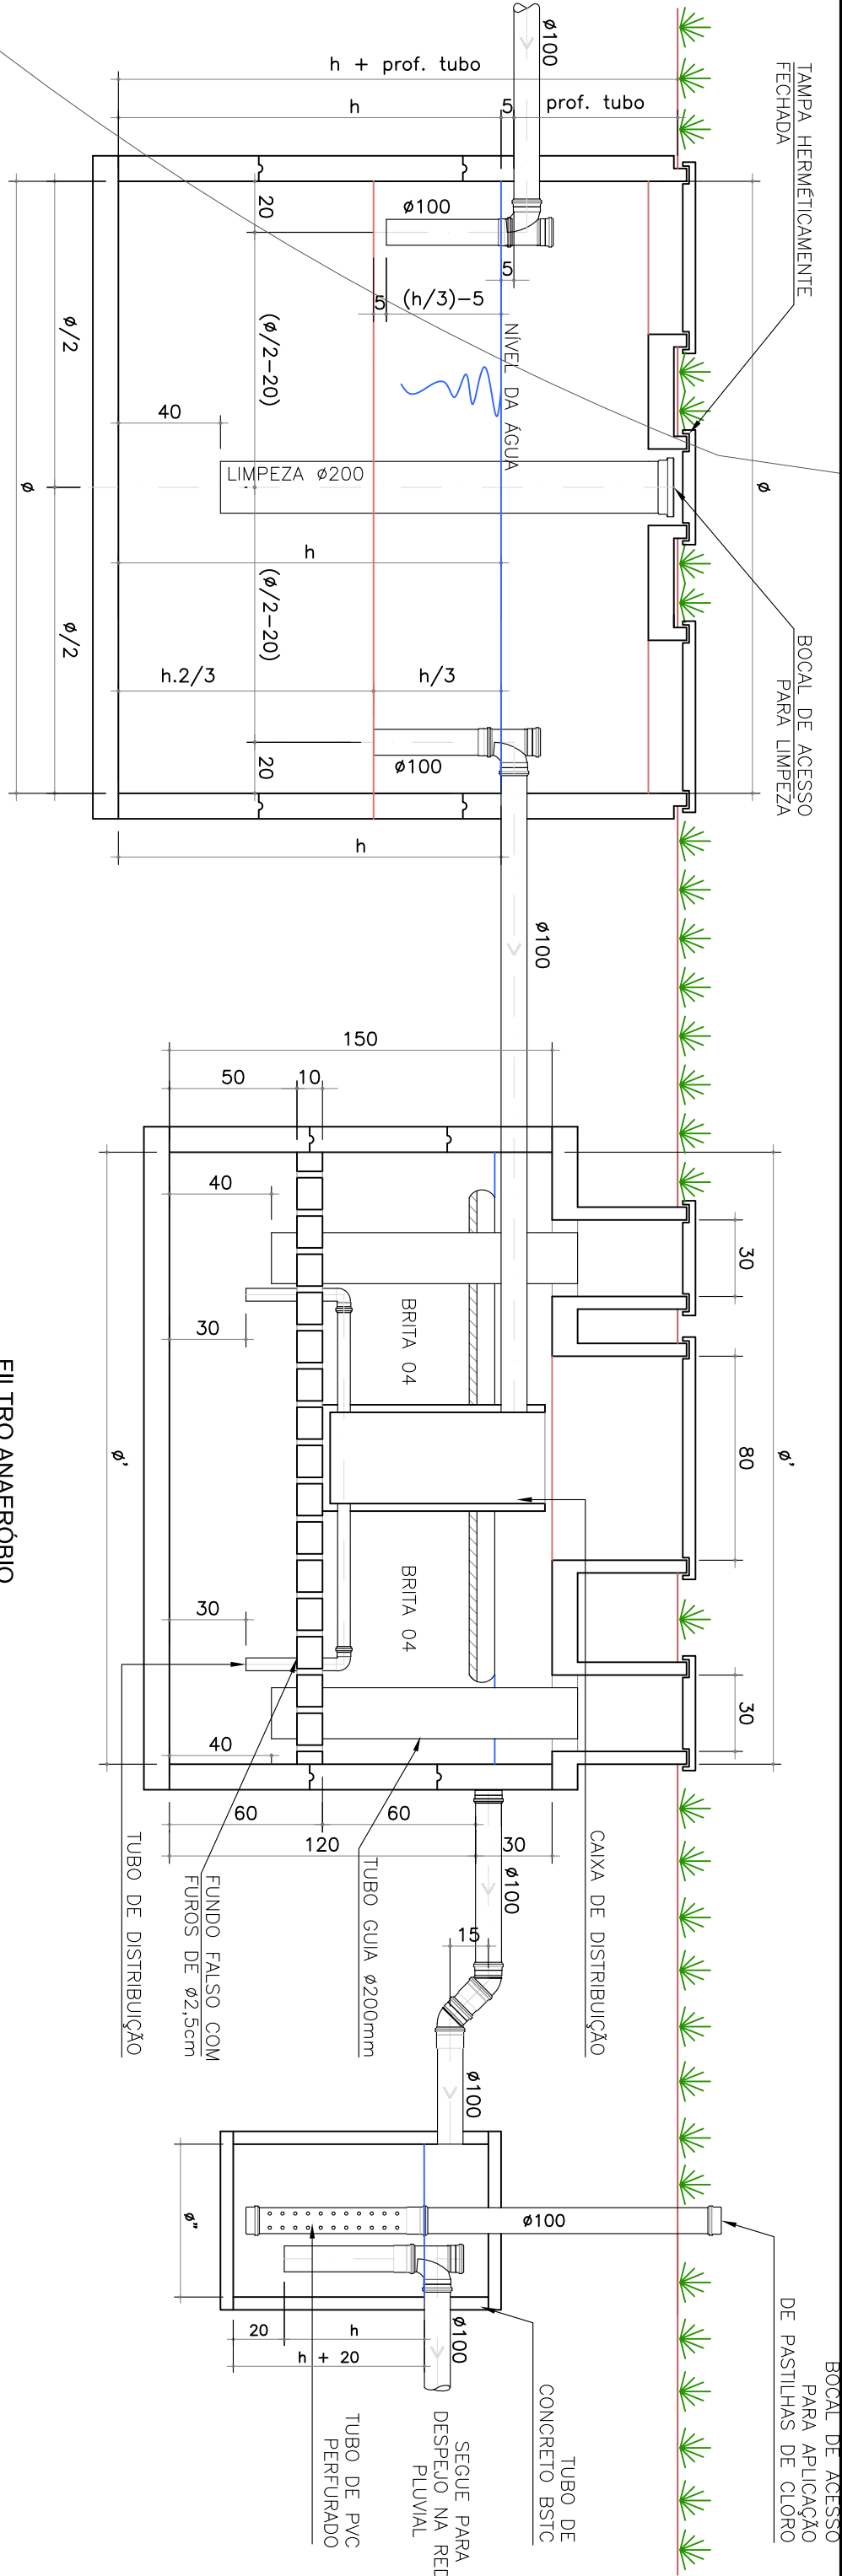 TAMPA HERMÉTICAMENTE
FECHADA
BOCAL DE ACESSO
PARA LIMPEZA
BOCAL DE ACESSO
PARA APLICAÇÃO
DE PASTILHAS DE CLORO
ø100
h + prof. tubo
h
5
prof. tubo
ø
20
ø100
5
5
(h/3)-5
NÍVEL DA ÁGUA
(ø/2-20)
ø/2
40
LIMPEZA ø200
ø
h
(ø/2-20)
ø/2
h.2/3
h/3
20
ø100
h
ø100
150
50
10
40
30
30
BRITA 04
80
ø'
ø'
BRITA 04
30
40
30
60
60
120
30
CAIXA DE DISTRIBUIÇÃO
TUBO GUIA ø200mm
FUNDO FALSO COM
FUROS DE ø2,5cm
TUBO DE DISTRIBUIÇÃO
ø100
15
ø100
ø"
ø100
20
h
h + 20
ø100
TUBO DE
CONCRETO BSTC
SEGUE PARA
DESPEJO NA RED
PLUVIAL
TUBO DE PVC
PERFURADO
FILTRO ANAERÓBIO